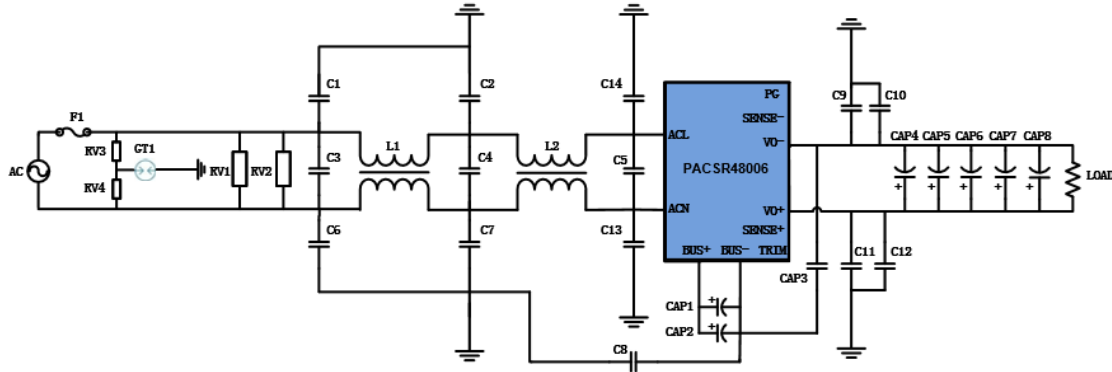 C1
C2
C14
PG
SENSE-
VO-
C9
C10
F1
RV3
GT1
AC
RV4
RV1
RV2
C3
L1
C4
L2
C5
ACL
PACSR48006
ACN
CAP4
CAP5
CAP6
CAP7
CAP8
LOAD
+
+
+
+
+
C6
C7
C13
VO+
SENSE+
BUS+
BUS-
TRIM
C11
C12
CAP3
CAP1
+
CAP2
+
C8